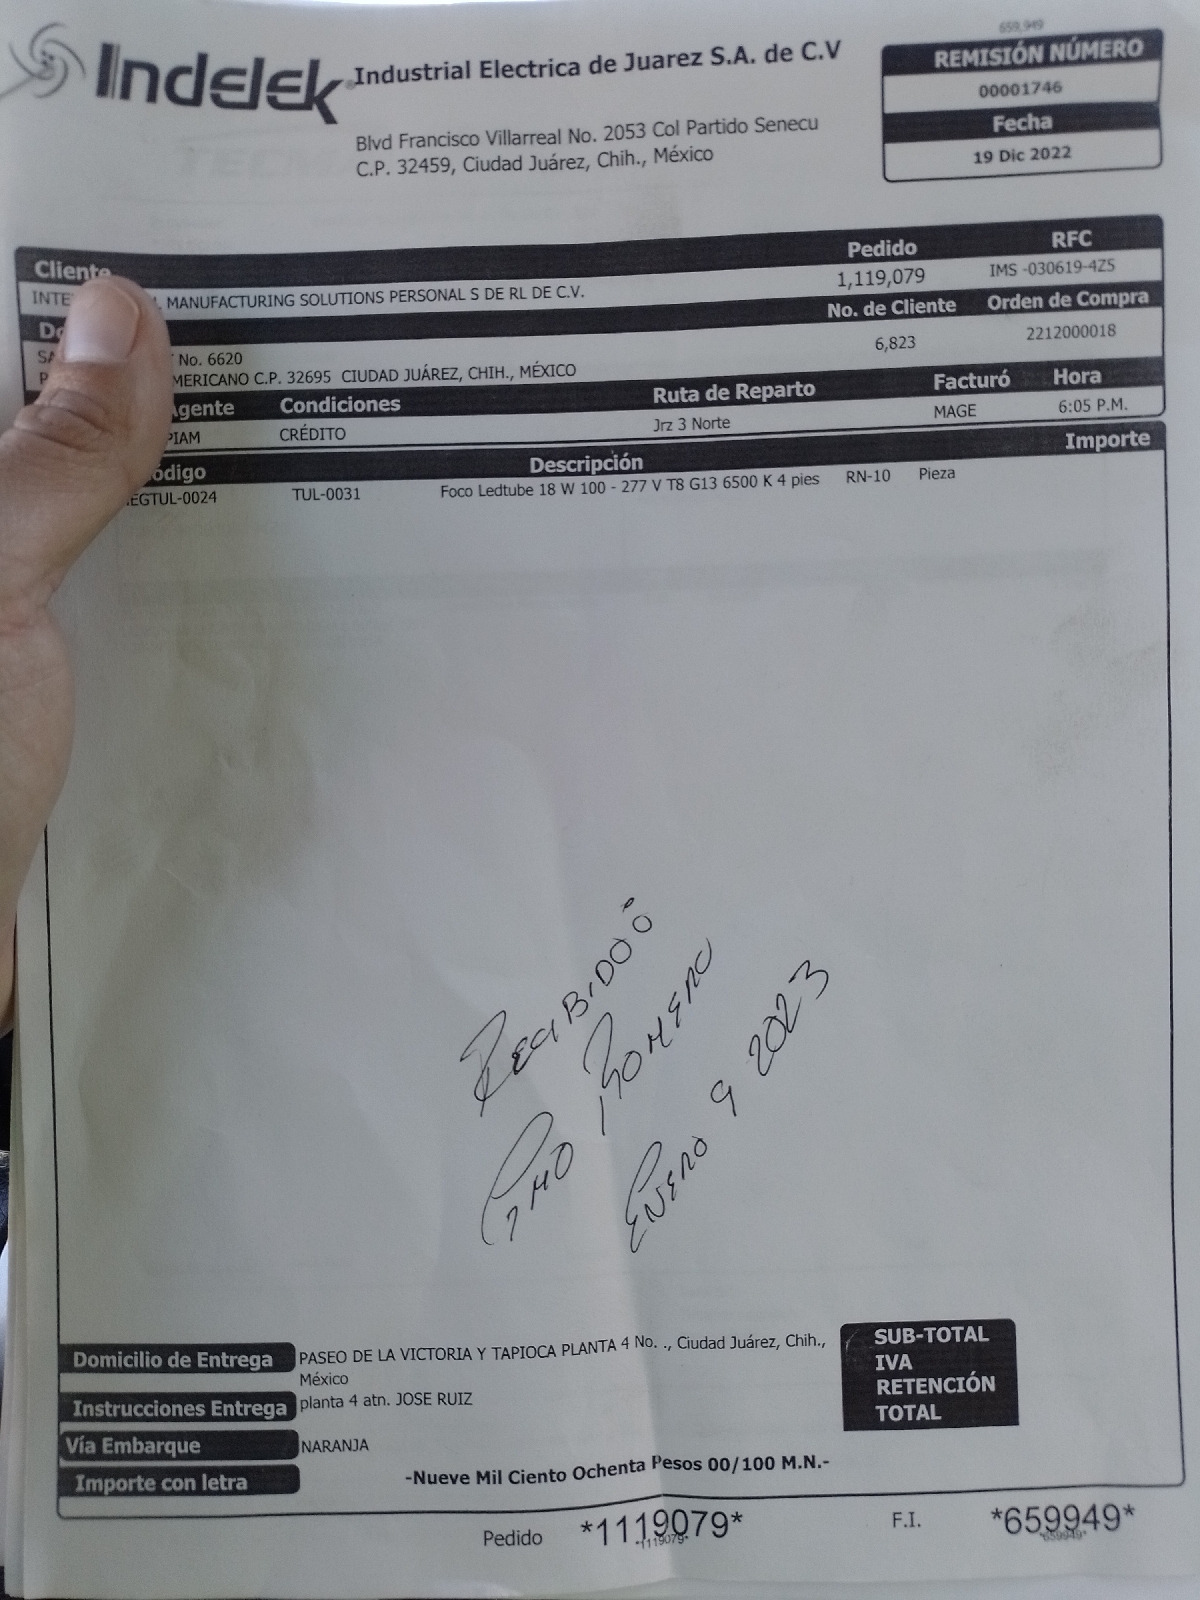 659,949
Indelek
Industrial Electrica de Juarez S.A. de C.V
Blvd Francisco Villarreal No. 2053 Col Partido Senecu
C.P. 32459, Ciudad Juárez, Chih., México
REMISIÓN NÚMERO
00001746
Fecha
19 Dic 2022
Cliente Pedido RFC
MANUFACTURING SOLUTIONS PERSONAL S DE RL DE C.V. 1,119,079 IMS -030619-4Z5
No. de Cliente Orden de Compra
No. 6620 6,823 2212000018
MERICANO C.P. 32695 CIUDAD JUÁREZ, CHIH., MÉXICO
Agente Condiciones Ruta de Reparto Facturó Hora
PIAM CRÉDITO Jrz 3 Norte MAGE 6:05 P.M.
ódigo Descripción Importe
EGTUL-0024 TUL-0031 Foco Ledtube 18 W 100 - 277 V T8 G13 6500 K 4 pies RN-10 Pieza
ROMERO
ENERO 9 2023
Domicilio de Entrega PASEO DE LA VICTORIA Y TAPIOCA PLANTA 4 No. ., Ciudad Juárez, Chih.,
México
Instrucciones Entrega planta 4 atn. JOSE RUIZ
Vía Embarque NARANJA
Importe con letra -Nueve Mil Ciento Ochenta Pesos 00/100 M.N.-
SUB-TOTAL
IVA
RETENCIÓN
TOTAL
Pedido *1119079* F.I. *659949*
*1119079* *659949*